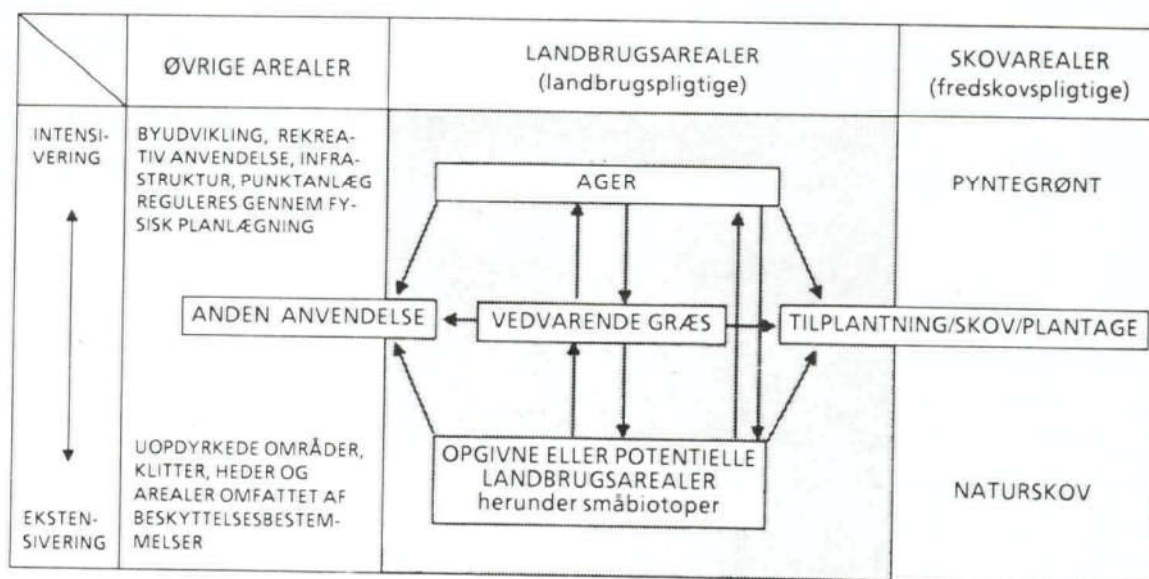 ØVRIGE AREALER
LANDBRUGSAREALER
(landbrugspligtige)
SKOVAREALER
(fredskovspligtige)
INTENSI-
VERING
BYUDVIKLING, REKREA-
TIV ANVENDELSE, INFRA-
STRUKTUR, PUNKTANLÆG
REGULERES GENNEM FY-
SISK PLANLÆGNING
AGER
PYNTEGRØNT
ANDEN ANVENDELSE
VEDVARENDE GRÆS
TILPLANTNING/SKOV/PLANTAGE
EKSTEN-
SIVERING
UOPDYRKEDE OMRÅDER,
KLITTER, HEDER OG
AREALER OMFATTET AF
BESKYTTELSESBESTEM-
MELSER
OPGIVNE ELLER POTENTIELLE
LANDBRUGSAREALER
herunder småbiotoper
NATURSKOV